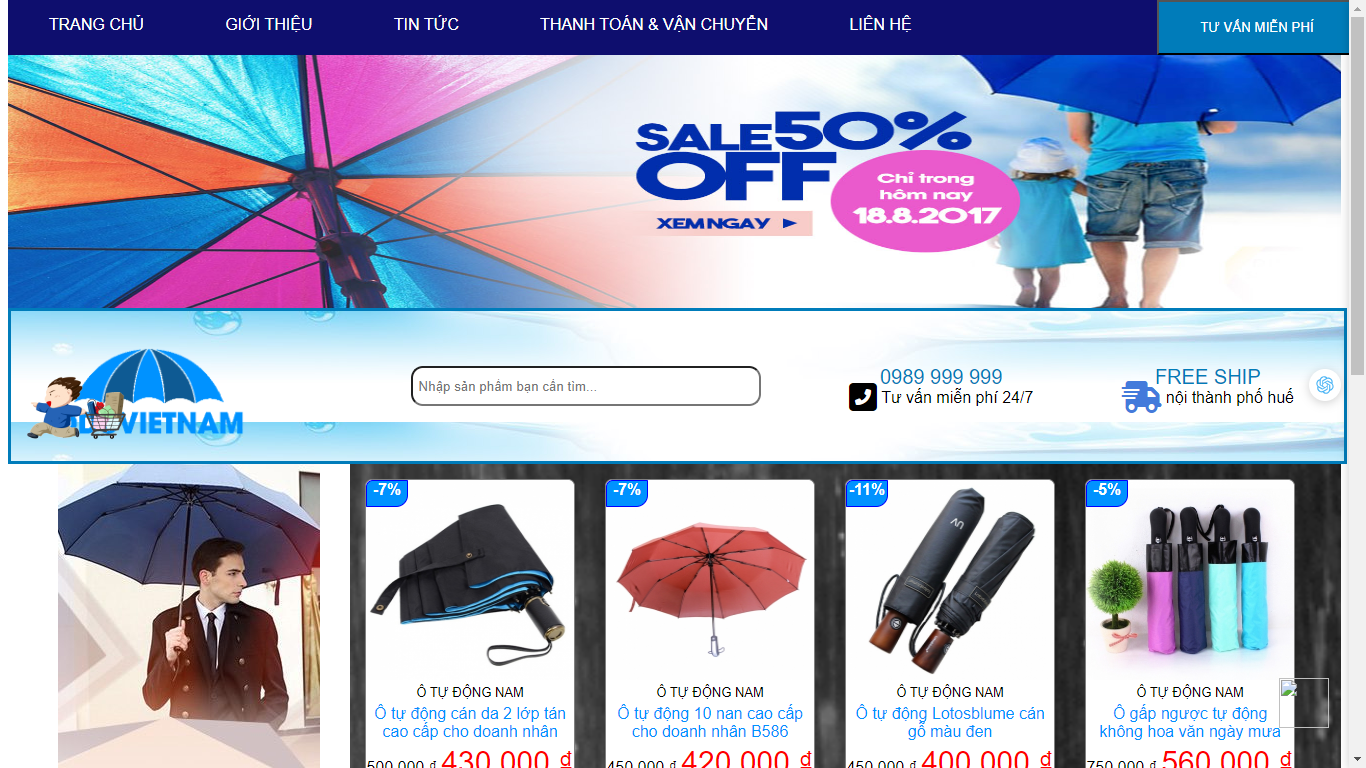 TRANG CHỦ
GIỚI THIỆU
TIN TỨC
THANH TOÁN & VẬN CHUYỂN
LIÊN HỆ
TƯ VẤN MIỄN PHÍ
SALE 50%
OFF
Chỉ trong
hôm nay
18.8.2017
XEM NGAY
VIETNAM
Nhập sản phẩm bạn cần tìm...
0989 999 999
Tư vấn miễn phí 24/7
FREE SHIP
nội thành phố huế
-7%
-7%
-11%
-5%
Ô TỰ ĐỘNG NAM
Ô tự động cán da 2 lớp tán
cao cấp cho doanh nhân
500.000 ₫ 430.000 ₫
Ô TỰ ĐỘNG NAM
Ô tự động 10 nan cao cấp
cho doanh nhân B586
450.000 ₫ 420.000 ₫
Ô TỰ ĐỘNG NAM
Ô tự động Lotosblume cán
gỗ màu đen
450.000 ₫ 400.000 ₫
Ô TỰ ĐỘNG NAM
Ô gấp ngược tự động
không hoa văn ngày mưa
750.000 ₫ 560.000 ₫